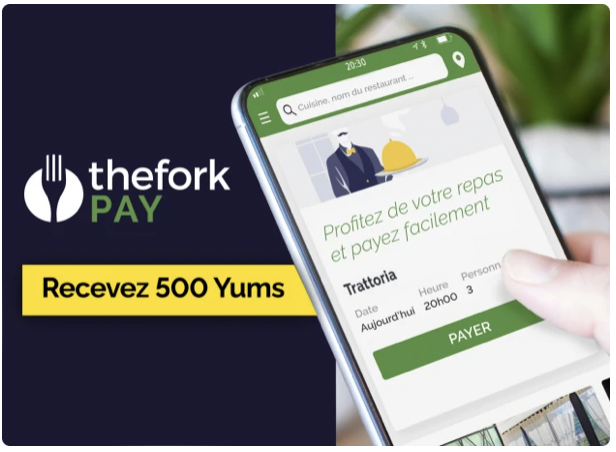 thefork
PAY
Recevez 500 Yums
20:30
Cuisine, nom du restaurant ...
Profitez de votre repas
et payez facilement
Trattoria
Date Heure Personn
Aujourd'hui 20h00 3
PAYER